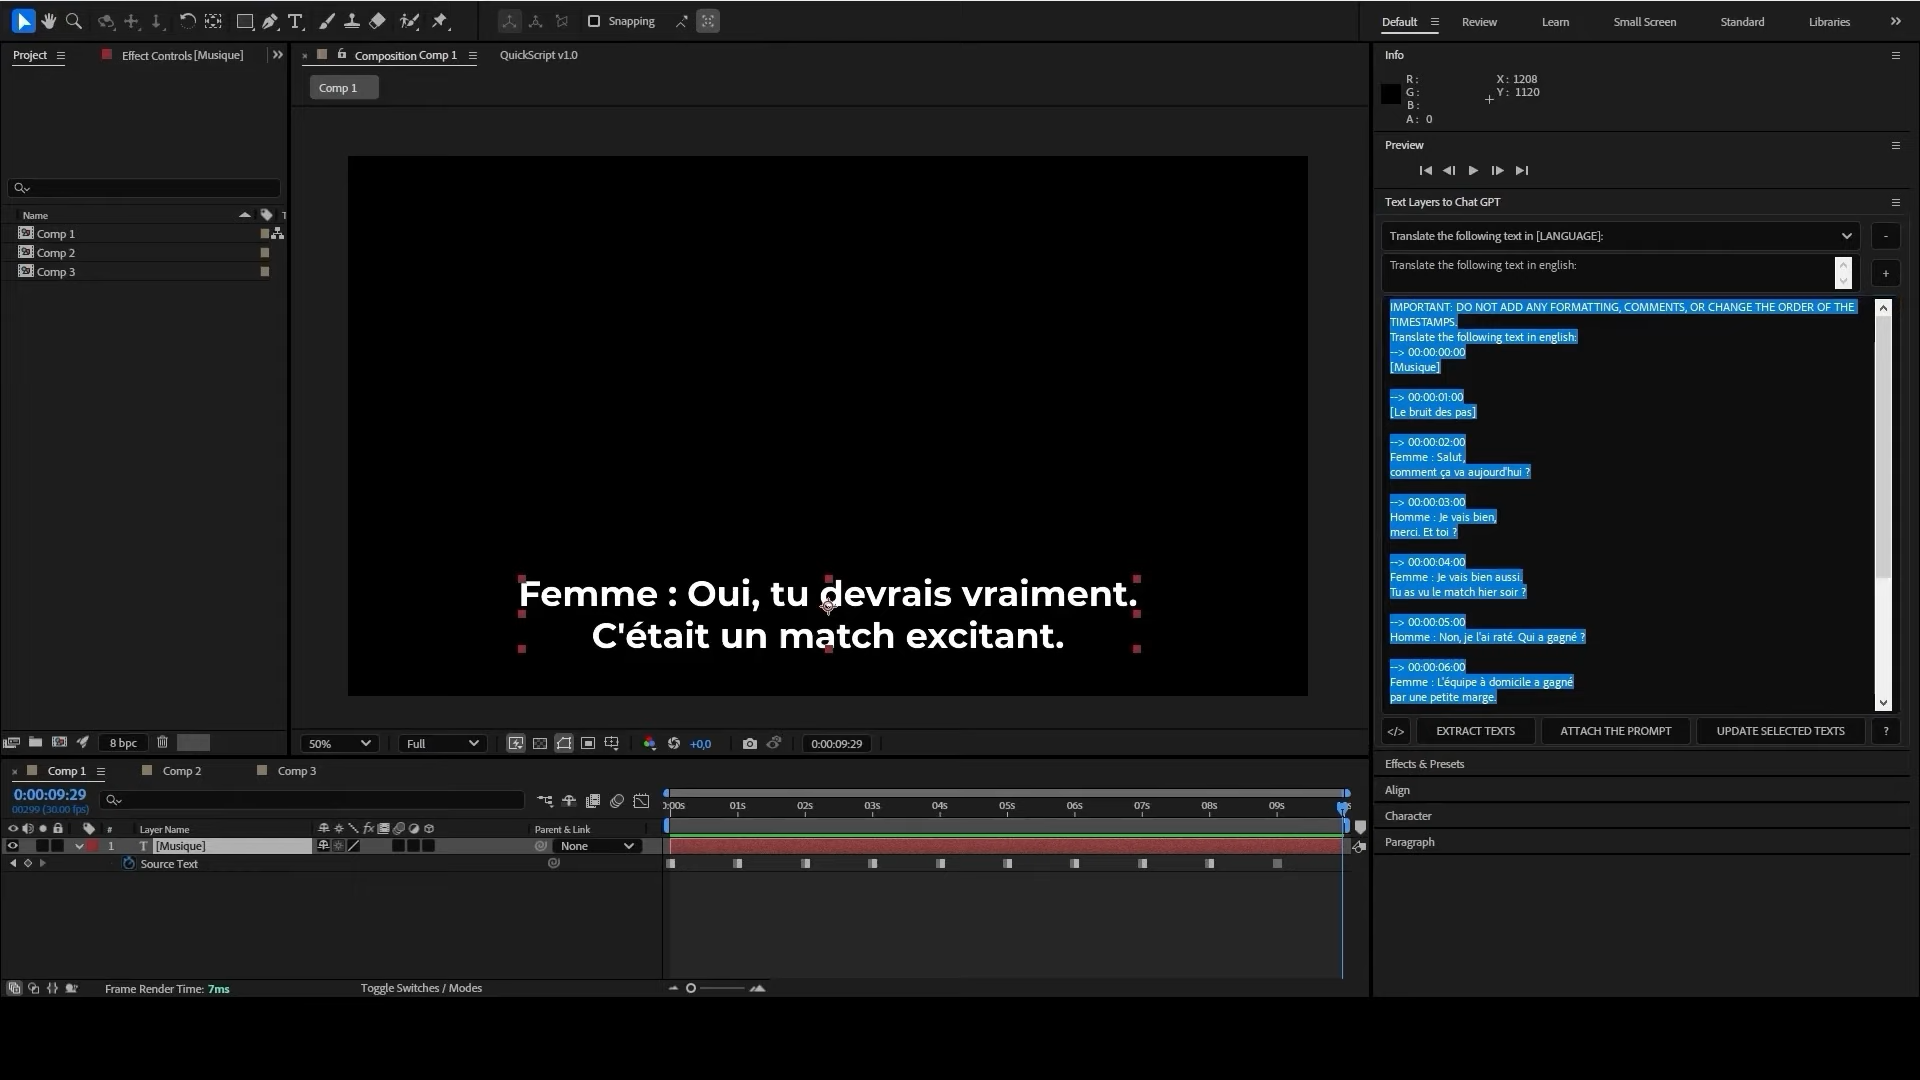 Snapping
Default
Review
Learn
Small Screen
Standard
Libraries
Project
Effect Controls [Musique]
Composition Comp 1
QuickScript v1.0
Comp 1
Name
Comp 1
Comp 2
Comp 3
Femme : Oui, tu devrais vraiment.
C'était un match excitant.
8 bpc
50%
Full
+0,0
0:00:09:29
Info
R :
G :
B :
A : 0
X : 1208
Y : 1120
Preview
Text Layers to Chat GPT
Translate the following text in [LANGUAGE]:
-
Translate the following text in english:
+
IMPORTANT: DO NOT ADD ANY FORMATTING, COMMENTS, OR CHANGE THE ORDER OF THE
TIMESTAMPS.
Translate the following text in english:
--> 00:00:00:00
[Musique]
--> 00:00:01:00
[Le bruit des pas]
--> 00:00:02:00
Femme : Salut,
comment ça va aujourd'hui ?
--> 00:00:03:00
Homme : Je vais bien,
merci. Et toi ?
--> 00:00:04:00
Femme : Je vais bien aussi.
Tu as vu le match hier soir ?
--> 00:00:05:00
Homme : Non, je l'ai raté. Qui a gagné ?
--> 00:00:06:00
Femme : L'équipe à domicile a gagné
par une petite marge.
</>
EXTRACT TEXTS
ATTACH THE PROMPT
UPDATE SELECTED TEXTS
?
Effects & Presets
Align
Character
Paragraph
Comp 1
Comp 2
Comp 3
0:00:09:29
00299 (30.00 fps)
:00s 01s 02s 03s 04s 05s 06s 07s 08s 09s
# Layer Name
fx
Parent & Link
1 T [Musique]
None
Source Text
Frame Render Time: 7ms
Toggle Switches / Modes